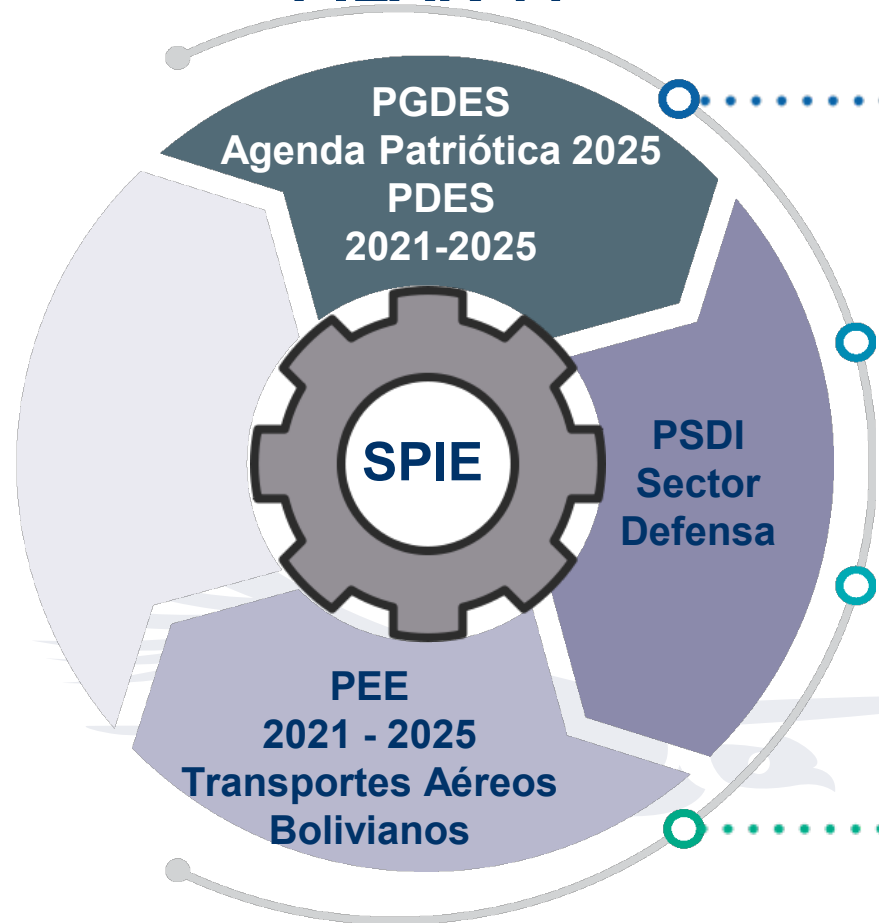 PGDES
Agenda Patriótica 2025
PDES
2021-2025
SPIE
PSDI
Sector
Defensa
PEE
2021 - 2025
Transportes Aéreos
Bolivianos